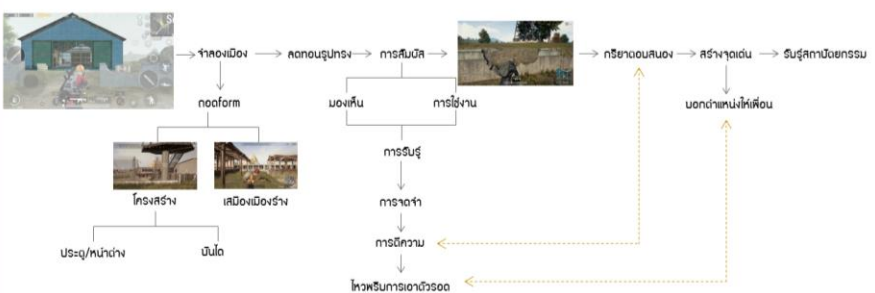 จำลองเมือง
ลดทอนรูปทรง
การสัมผัส
กริยาตอบสนอง
สร้างจุดเด่น
รับรู้สถาปัตยกรรม
ถอดform
มองเห็น
การใช้งาน
บอกตำแหน่งให้เพื่อน
การรับรู้
โครงสร้าง
เสมือนเมืองร้าง
การจดจำ
ประตู/หน้าต่าง
บันได
การตีความ
ไหวพริบการเอาตัวรอด